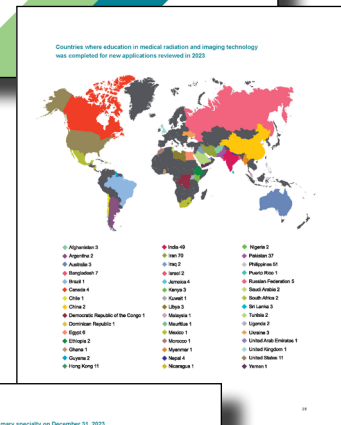 Countries where education in medical radiation and imaging technology
was completed for new applications reviewed in 2023
Afghanistan 3
Argentina 2
Australia 3
Bangladesh 7
Brazil 1
Canada 4
Chile 1
China 2
Democratic Republic of the Congo 1
Dominican Republic 1
Egypt 8
Ethiopia 2
Ghana 1
Guyana 2
Hong Kong 11
India 49
Iran 70
Iraq 2
Israel 2
Jamaica 4
Kenya 3
Kuwait 1
Libya 3
Malaysia 1
Mauritius 1
Mexico 1
Morocco 1
Myanmar 1
Nepal 4
Nicaragua 1
Nigeria 2
Pakistan 37
Philippines 51
Puerto Rico 1
Russian Federation 5
Saudi Arabia 2
South Africa 2
Sri Lanka 3
Tunisia 2
Uganda 2
Ukraine 3
United Arab Emirates 1
United Kingdom 1
United States 11
Yemen 1
mary specialty on December 31, 2023